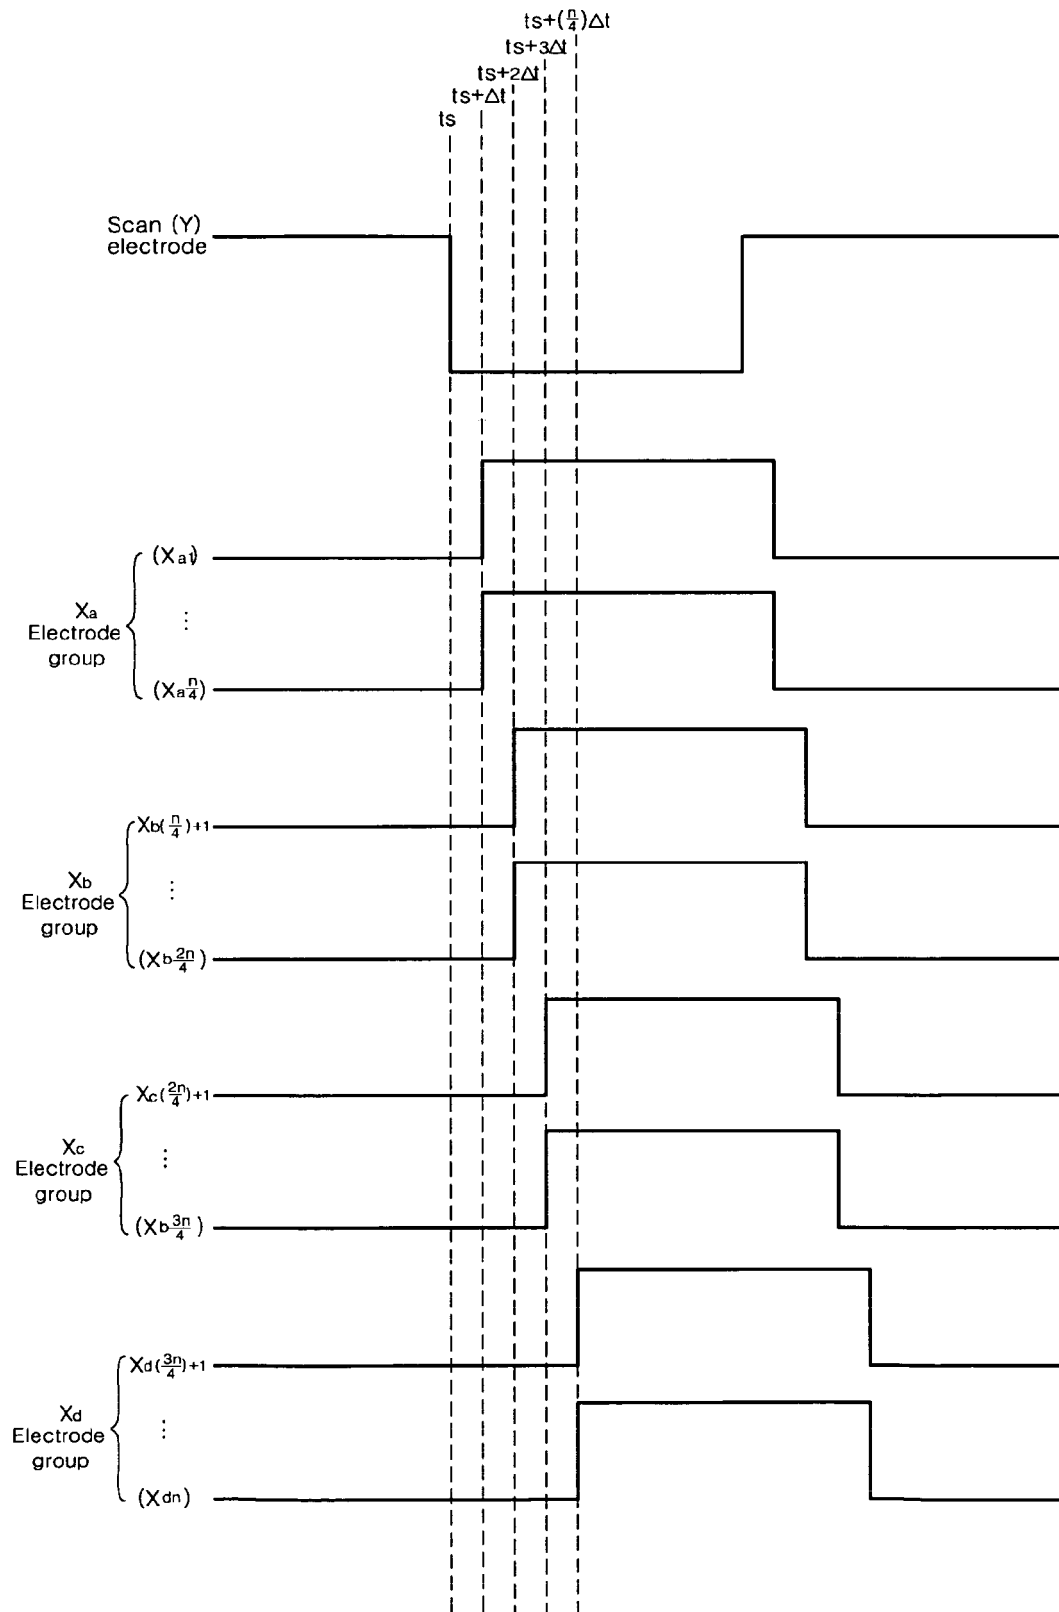 ts+(n/4)Δt
ts+3Δt
ts+2Δt
ts+Δt
ts
Scan (Y)
electrode
(Xa1)
⋮
Xa
Electrode
group
(Xa n/4)
Xb(n/4)+1
⋮
Xb
Electrode
group
(Xb 2n/4)
Xc(2n/4)+1
⋮
Xc
Electrode
group
(Xb 3n/4)
Xd(3n/4)+1
⋮
Xd
Electrode
group
(Xdn)